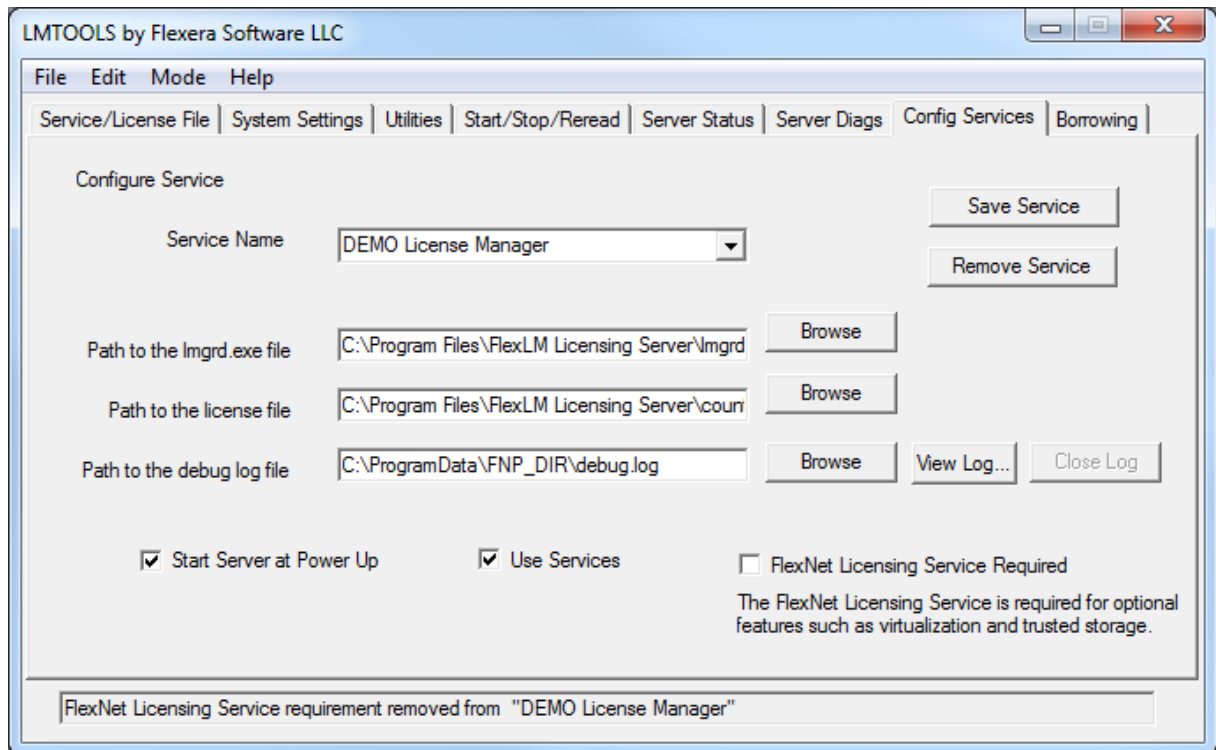 LMTOOLS by Flexera Software LLC
File Edit Mode Help
Service/License File System Settings Utilities Start/Stop/Reread Server Status Server Diags Config Services Borrowing
Configure Service
Save Service
Service Name DEMO License Manager
Remove Service
Path to the lmgrd.exe file C:\Program Files\FlexLM Licensing Server\lmgrd Browse
Path to the license file C:\Program Files\FlexLM Licensing Server\coun Browse
Path to the debug log file C:\ProgramData\FNP_DIR\debug.log Browse View Log... Close Log
Start Server at Power Up Use Services FlexNet Licensing Service Required
The FlexNet Licensing Service is required for optional
features such as virtualization and trusted storage.
FlexNet Licensing Service requirement removed from "DEMO License Manager"